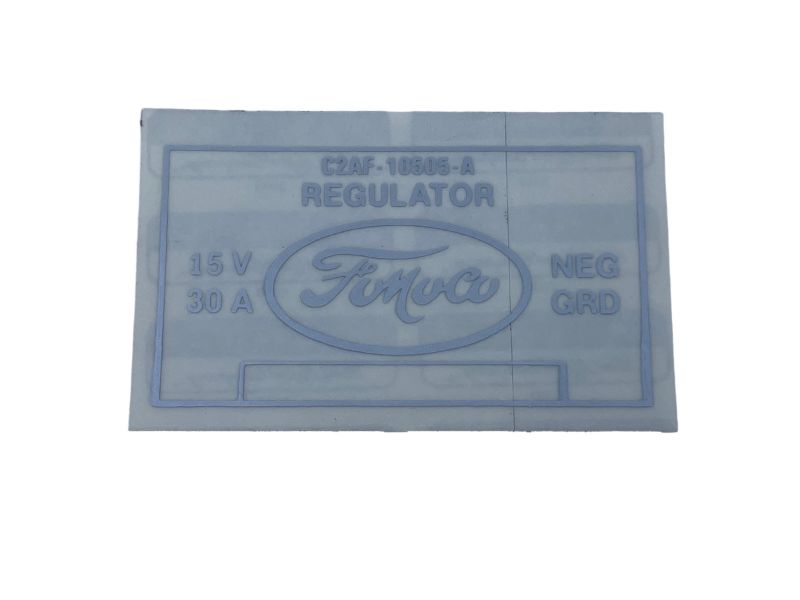 C2AF-10505-A
REGULATOR
15 V
30 A
FoMoCo
NEG
GRD